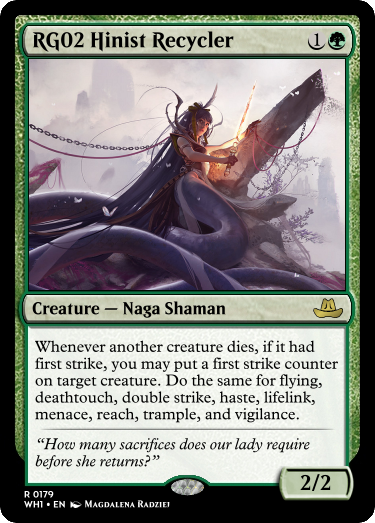 RG02 Hinist Recycler 1
Creature — Naga Shaman
Whenever another creature dies, if it had
first strike, you may put a first strike counter
on target creature. Do the same for flying,
deathtouch, double strike, haste, lifelink,
menace, reach, trample, and vigilance.
“How many sacrifices does our lady require
before she returns?”
2/2
R 0179
WH1 • EN Magdalena Radziej